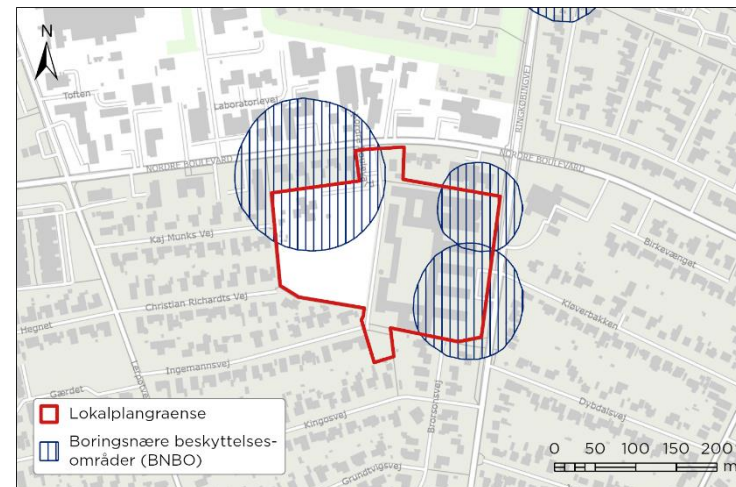 N
Toften
Laboratorievej
NORDRE BOULEVARD
RINGKØBINGVEJ
NORDRE BOULEVARD
Kaj Munks Vej
Birkevænget
Christian Richardts Vej
Kløverbakken
Hegnet
Ingemannsvej
Gærdet
Brorsonsvej
Dybdalsvej
Kingosvej
Grundtvigsvej
Lokalplangraense
Boringsnære beskyttelses-
områder (BNBO)
0 50 100 150 200
m